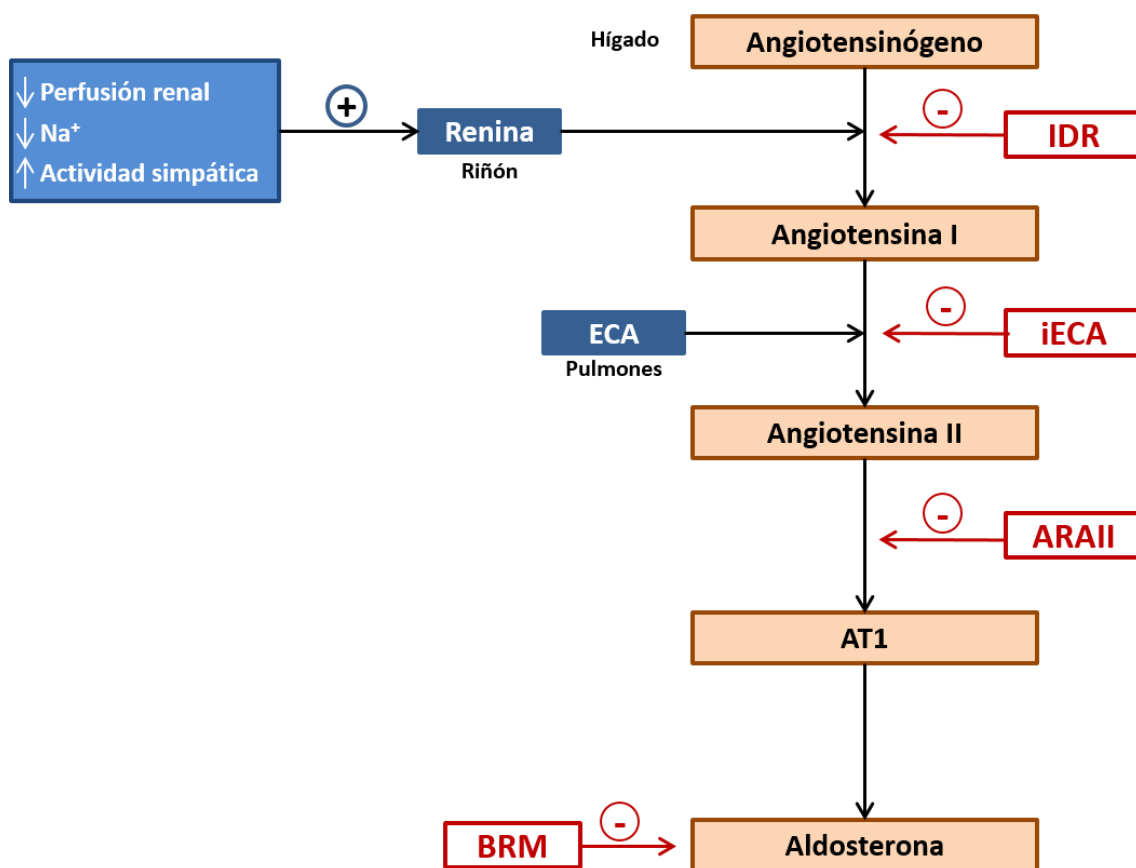 Hígado
Angiotensinógeno
↓ Perfusión renal
↓ Na⁺
↑ Actividad simpática
+
Renina
Riñón
-
IDR
Angiotensina I
ECA
Pulmones
-
iECA
Angiotensina II
-
ARAII
AT1
BRM
-
Aldosterona